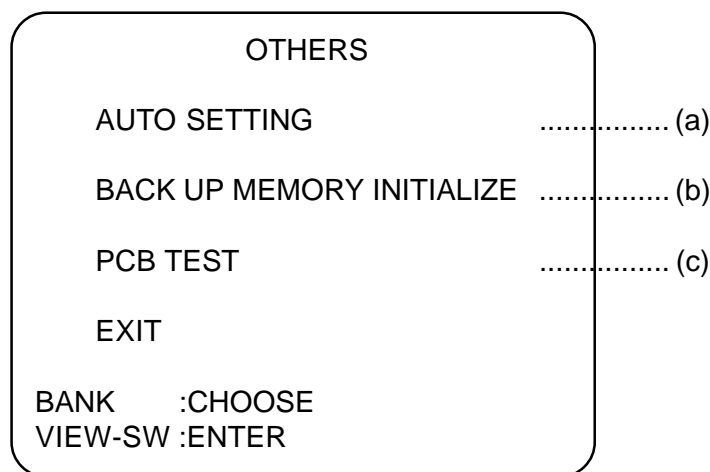 OTHERS
AUTO SETTING ................ (a)
BACK UP MEMORY INITIALIZE ................ (b)
PCB TEST ................ (c)
EXIT
BANK :CHOOSE
VIEW-SW :ENTER